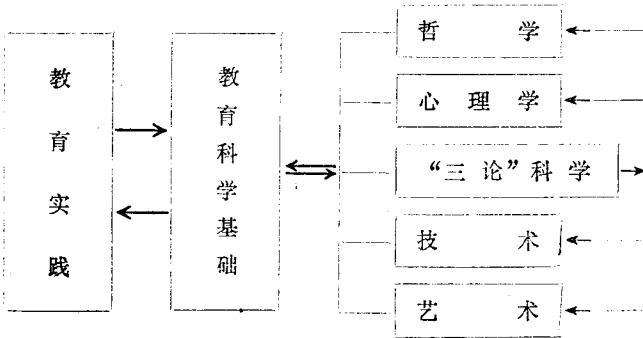 教育实践
教育科学基础
哲学
心理学
“三论”科学
技术
艺术